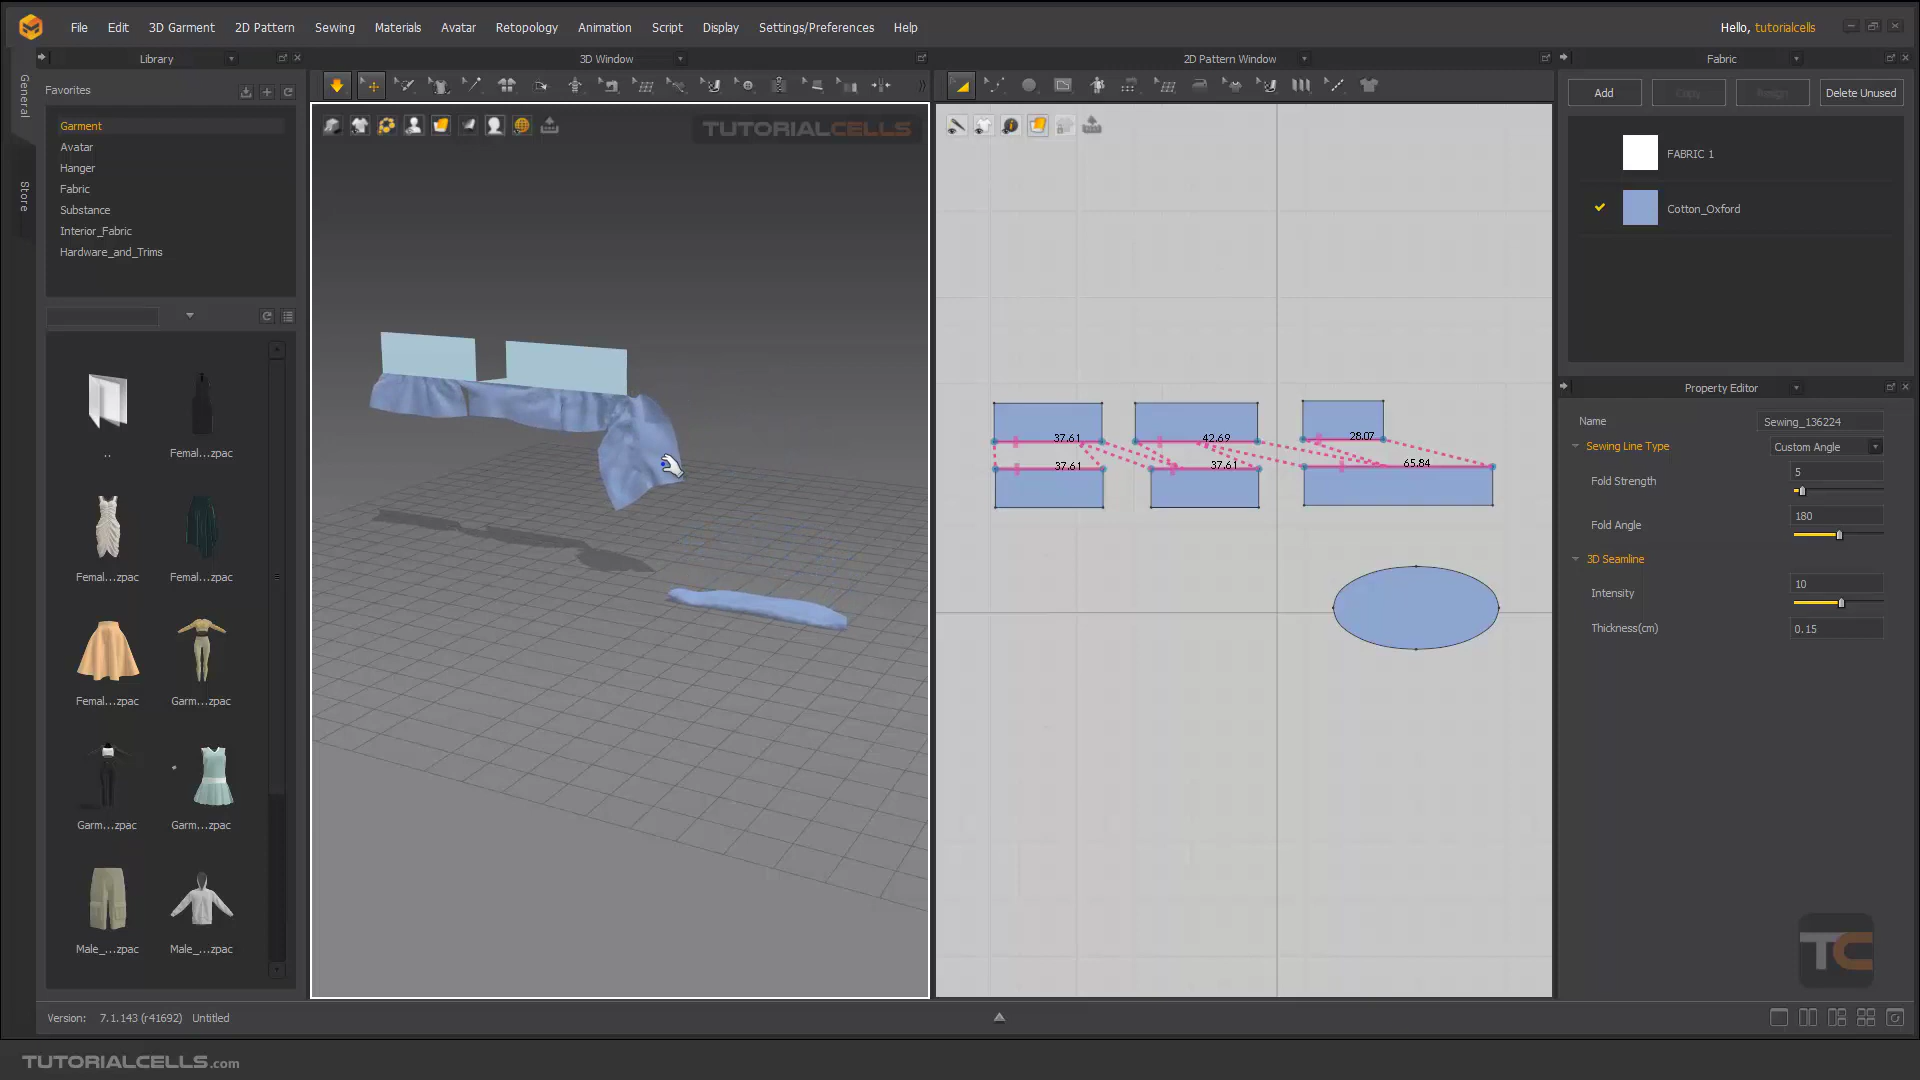 File Edit 3D Garment 2D Pattern Sewing Materials Avatar Retopology Animation Script Display Settings/Preferences Help
Hello, tutorialcells
Library
3D Window
2D Pattern Window
Fabric
General
Store
Favorites
Garment
Avatar
Hanger
Fabric
Substance
Interior_Fabric
Hardware_and_Trims
..
Femal...zpac
Femal...zpac
Femal...zpac
Femal...zpac
Garm...zpac
Garm...zpac
Garm...zpac
Male_...zpac
Male_...zpac
TUTORIALCELLS
37.61
42.69
28.07
37.61
37.61
65.84
Add Copy Assign Delete Unused
FABRIC 1
Cotton_Oxford
Property Editor
Name Sewing_136224
Sewing Line Type Custom Angle
Fold Strength 5
Fold Angle 180
3D Seamline
Intensity 10
Thickness(cm) 0.15
TC
Version: 7.1.143 (r41692) Untitled
TUTORIALCELLS.com